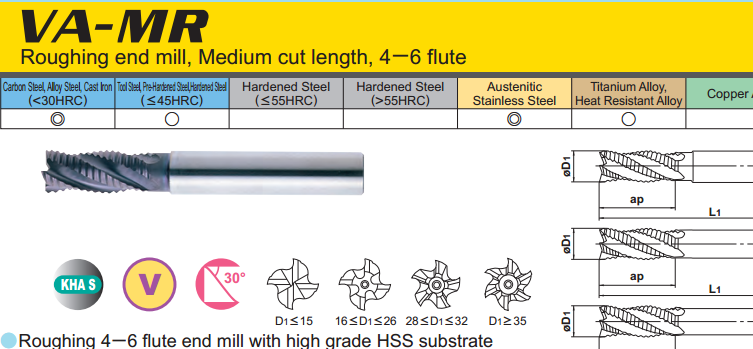 VA-MR
Roughing end mill, Medium cut length, 4−6 flute
Carbon Steel, Alloy Steel, Cast Iron
(<30HRC)
Tool Steel, Pre-Hardened Steel,Hardened Steel
(≤45HRC)
Hardened Steel
(≤55HRC)
Hardened Steel
(>55HRC)
Austenitic
Stainless Steel
Titanium Alloy,
Heat Resistant Alloy
Copper
◎ ○ ◎ ○
øD1
ap
L1
øD1
ap
L1
øD1
KHA S
V
30°
D1≤15
16≤D1≤26
28≤D1≤32
D1≥35
Roughing 4−6 flute end mill with high grade HSS substrate